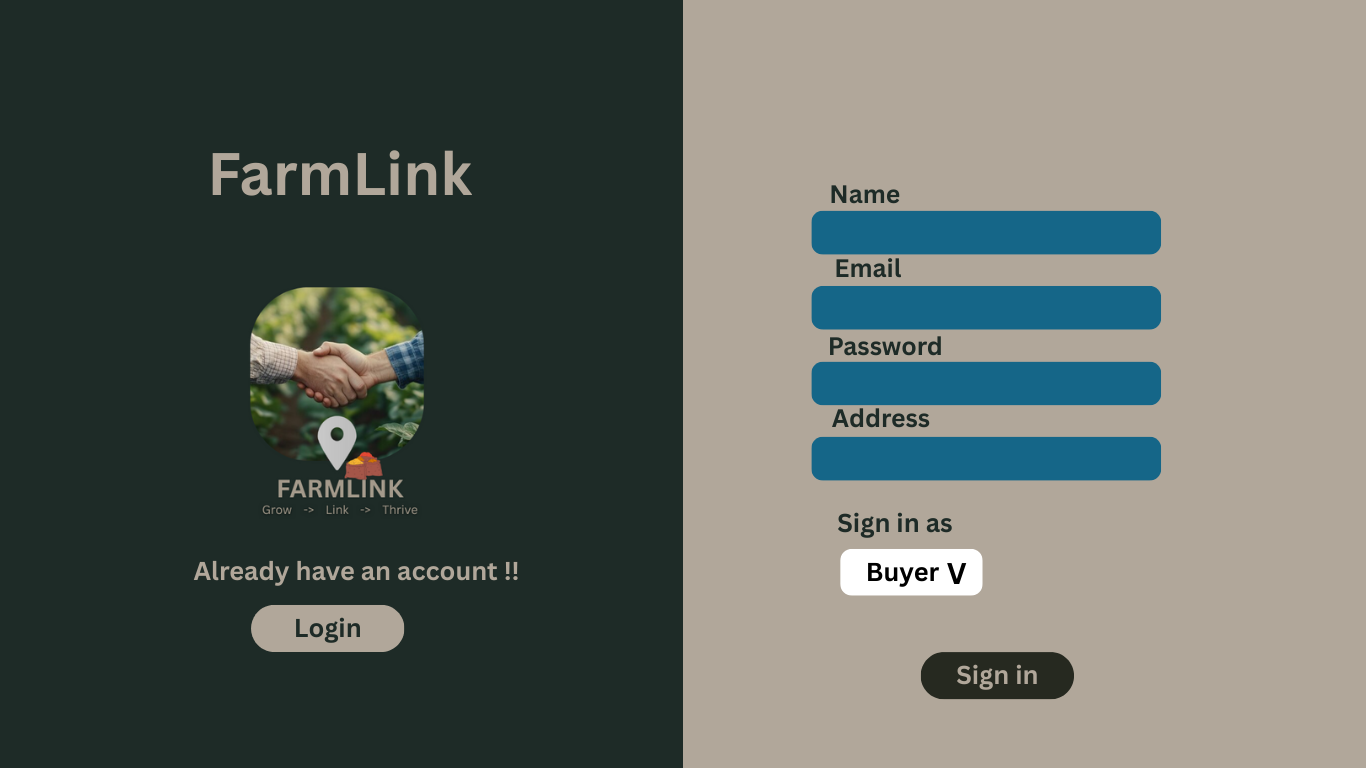 FarmLink
FARMLINK
Grow -> Link -> Thrive
Already have an account !!
Login
Name
Email
Password
Address
Sign in as
Buyer V
Sign in